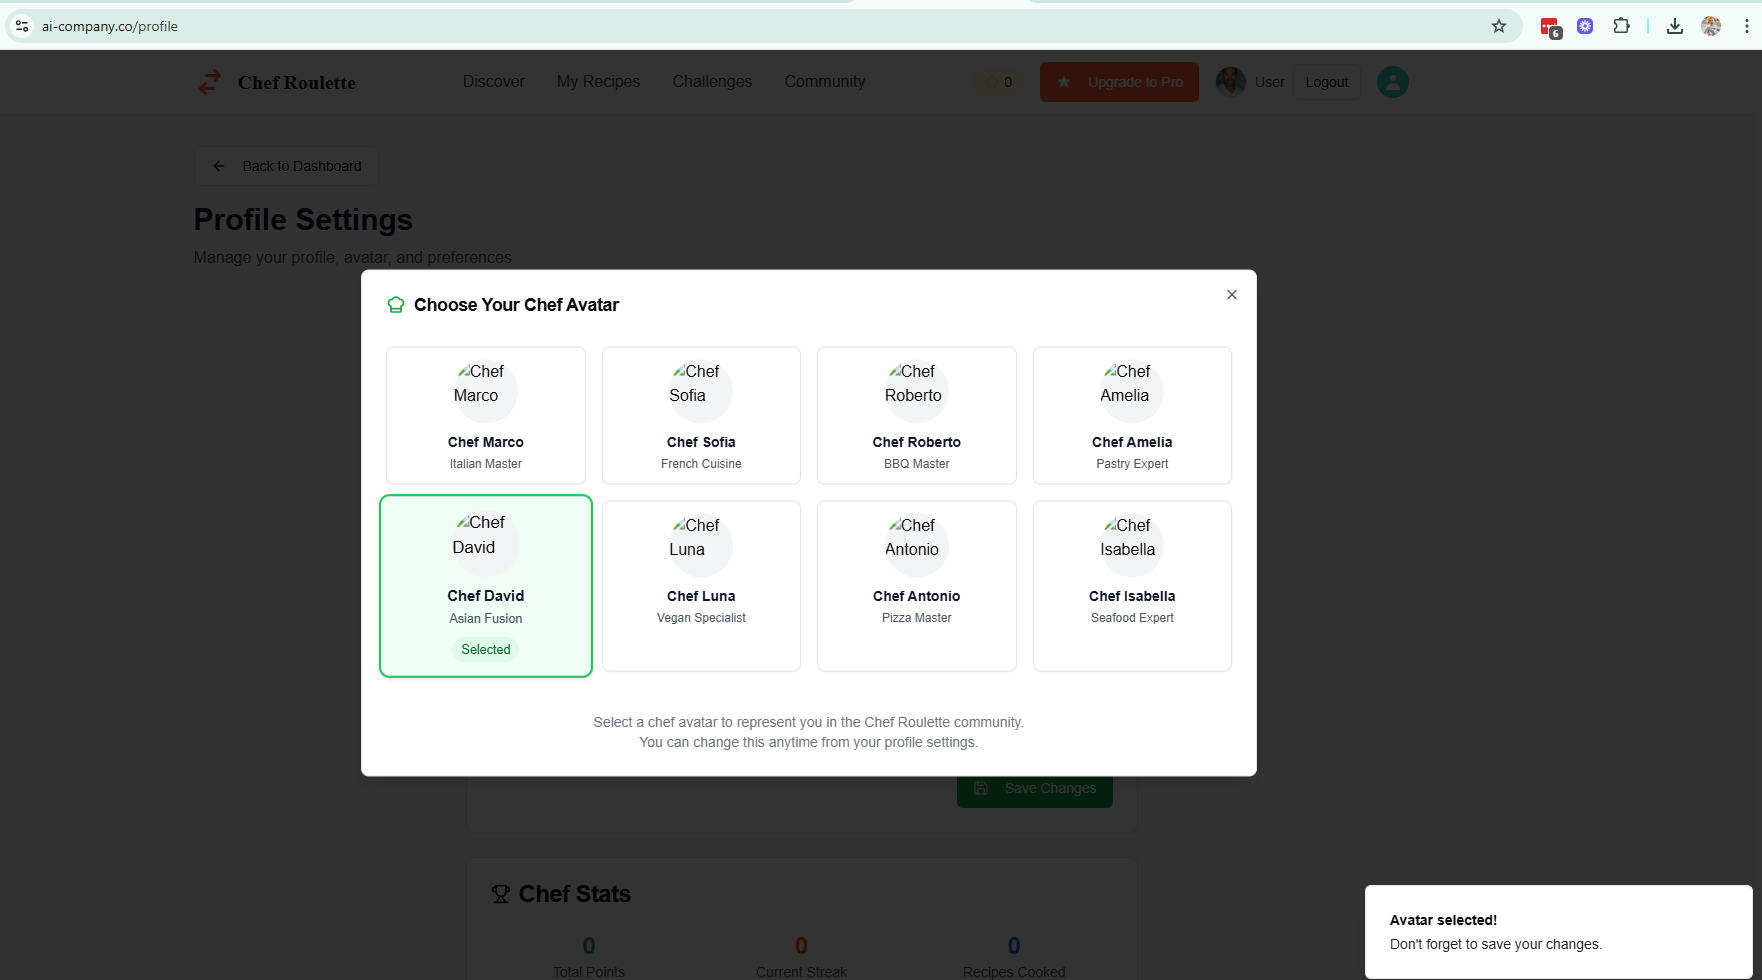 ai-company.co/profile
6
Chef Roulette
Discover
My Recipes
Challenges
Community
0
Upgrade to Pro
User
Logout
Back to Dashboard
Profile Settings
Manage your profile, avatar, and preferences
Choose Your Chef Avatar
Chef
Marco
Chef Marco
Italian Master
Chef
Sofia
Chef Sofia
French Cuisine
Chef
Roberto
Chef Roberto
BBQ Master
Chef
Amelia
Chef Amelia
Pastry Expert
Chef
David
Chef David
Asian Fusion
Selected
Chef
Luna
Chef Luna
Vegan Specialist
Chef
Antonio
Chef Antonio
Pizza Master
Chef
Isabella
Chef Isabella
Seafood Expert
Select a chef avatar to represent you in the Chef Roulette community.
You can change this anytime from your profile settings.
Save Changes
Chef Stats
0
Total Points
0
Current Streak
0
Recipes Cooked
Avatar selected!
Don't forget to save your changes.